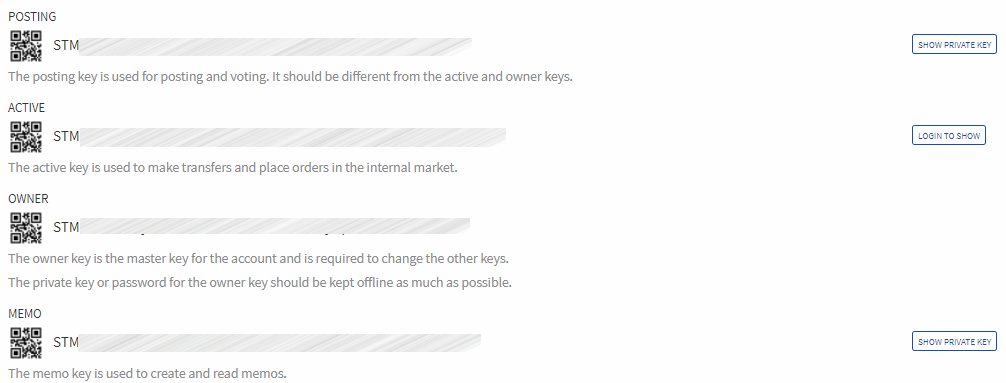 POSTING
STM
SHOW PRIVATE KEY
The posting key is used for posting and voting. It should be different from the active and owner keys.
ACTIVE
STM
LOGIN TO SHOW
The active key is used to make transfers and place orders in the internal market.
OWNER
STM
The owner key is the master key for the account and is required to change the other keys.
The private key or password for the owner key should be kept offline as much as possible.
MEMO
STM
SHOW PRIVATE KEY
The memo key is used to create and read memos.